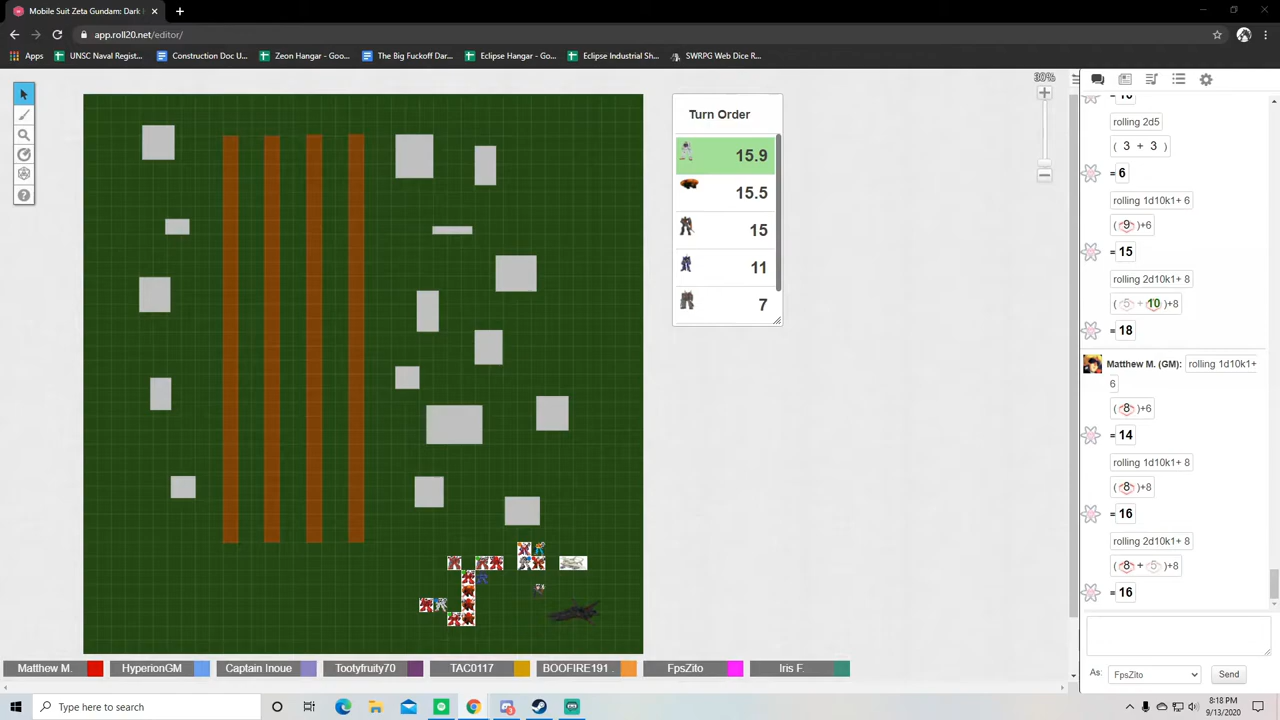 Mobile Suit Zeta Gundam: Dark
app.roll20.net/editor/
Apps
UNSC Naval Regist...
Construction Doc U...
Zeon Hangar - Goo...
The Big Fuckoff Dar...
Eclipse Hangar - Go...
Eclipse Industrial Sh...
SWRPG Web Dice R...
30%
Turn Order
15.9
15.5
15
11
7
rolling 2d5
( 3 + 3 )
= 6
rolling 1d10k1+ 6
( 9 )+6
= 15
rolling 2d10k1+ 8
( 5 + 10 )+8
= 18
Matthew M. (GM): rolling 1d10k1+
6
( 8 )+6
= 14
rolling 1d10k1+ 8
( 8 )+8
= 16
rolling 2d10k1+ 8
( 8 + 5 )+8
= 16
As: FpsZito
Send
Matthew M.
HyperionGM
Captain Inoue
Tootyfruity70
TAC0117
BOOFIRE191 .
FpsZito
Iris F.
Type here to search
8:18 PM
9/13/2020